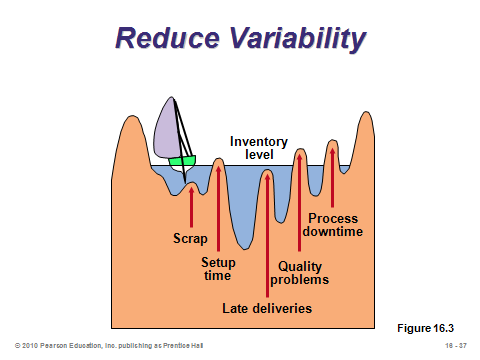 Reduce Variability
Inventory
level
Scrap
Setup
time
Late deliveries
Quality
problems
Process
downtime
Figure 16.3
© 2010 Pearson Education, Inc. publishing as Prentice Hall
16 - 37